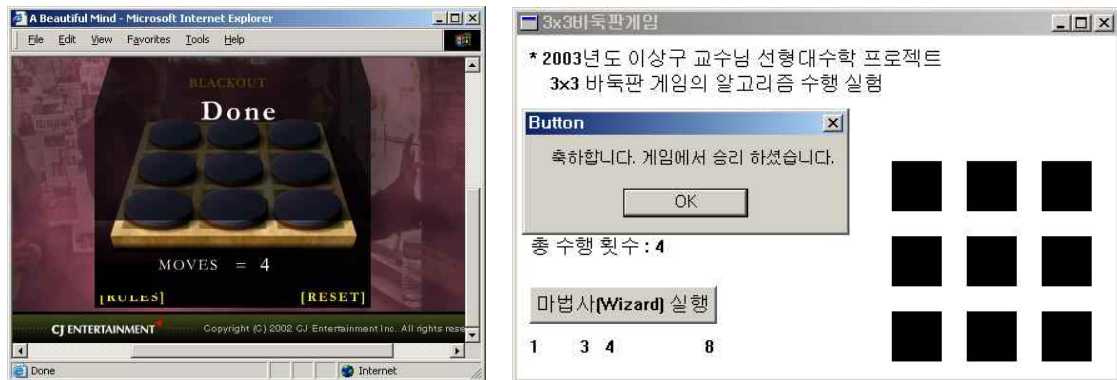 A Beautiful Mind - Microsoft Internet Explorer
File Edit View Favorites Tools Help
BLACKOUT
Done
MOVES = 4
[RULES] [RESET]
CJ ENTERTAINMENT Copyright (C) 2002 CJ Entertainment Inc. All rights rese
Done Internet
3x3바둑판게임
* 2003년도 이상구 교수님 선형대수학 프로젝트
3x3 바둑판 게임의 알고리즘 수행 실험
Button
축하합니다. 게임에서 승리 하셨습니다.
OK
총 수행 횟수 : 4
마법사(Wizard) 실행
1 3 4 8